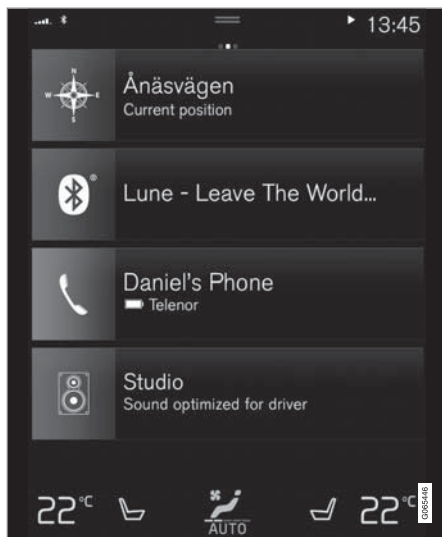 13:45
N
W E
S
Ånäsvägen
Current position
®
Lune - Leave The World...
Daniel's Phone
Telenor
Studio
Sound optimized for driver
22°C
AUTO
22°C
G065446